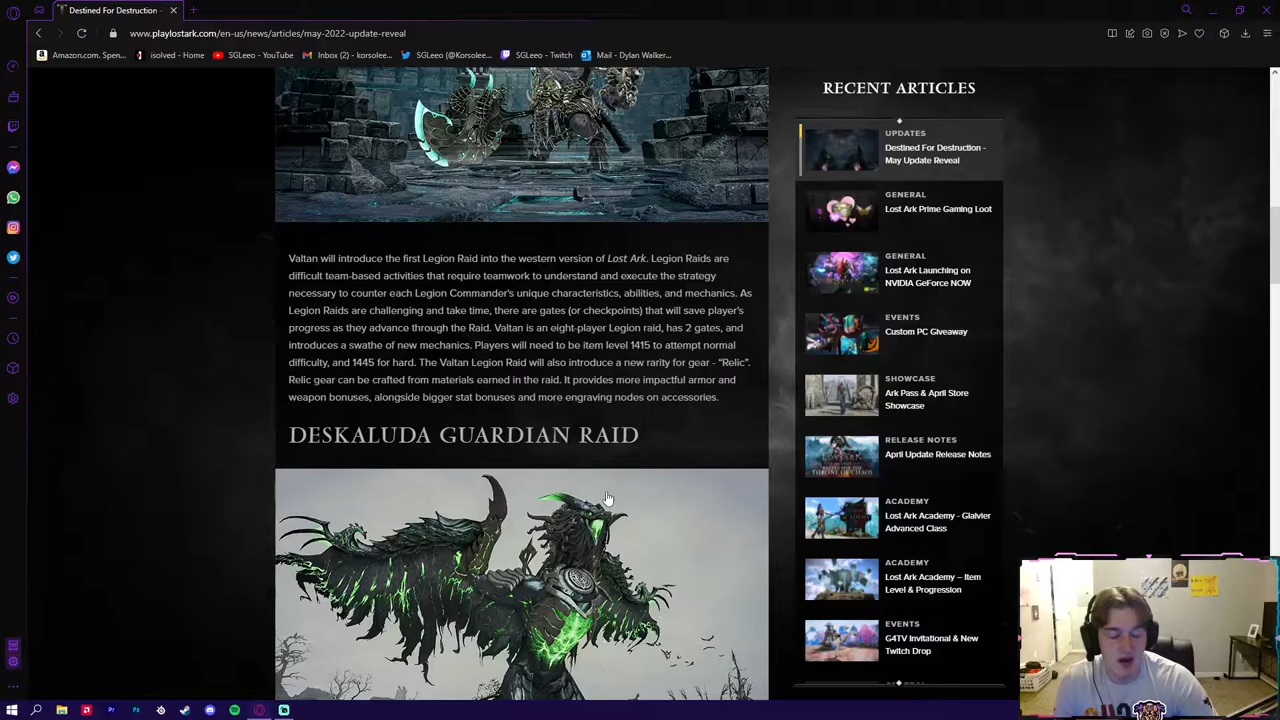 Destined For Destruction -
www.playlostark.com/en-us/news/articles/may-2022-update-reveal
Amazon.com. Spen...
isolved - Home
SGLeeo - YouTube
Inbox (2) - korsolee...
SGLeeo (@Korsolee...
SGLeeo - Twitch
Mail - Dylan Walker...
Valtan will introduce the first Legion Raid into the western version of Lost Ark. Legion Raids are
difficult team-based activities that require teamwork to understand and execute the strategy
necessary to counter each Legion Commander's unique characteristics, abilities, and mechanics. As
Legion Raids are challenging and take time, there are gates (or checkpoints) that will save player's
progress as they advance through the Raid. Valtan is an eight-player Legion raid, has 2 gates, and
introduces a swathe of new mechanics. Players will need to be item level 1415 to attempt normal
difficulty, and 1445 for hard. The Valtan Legion Raid will also introduce a new rarity for gear - "Relic".
Relic gear can be crafted from materials earned in the raid. It provides more impactful armor and
weapon bonuses, alongside bigger stat bonuses and more engraving nodes on accessories.
DESKALUDA GUARDIAN RAID
RECENT ARTICLES
UPDATES
Destined For Destruction -
May Update Reveal
GENERAL
Lost Ark Prime Gaming Loot
GENERAL
Lost Ark Launching on
NVIDIA GeForce NOW
EVENTS
Custom PC Giveaway
SHOWCASE
Ark Pass & April Store
Showcase
RELEASE NOTES
April Update Release Notes
ACADEMY
Lost Ark Academy - Glaivier
Advanced Class
ACADEMY
Lost Ark Academy – Item
Level & Progression
EVENTS
G4TV Invitational & New
Twitch Drop